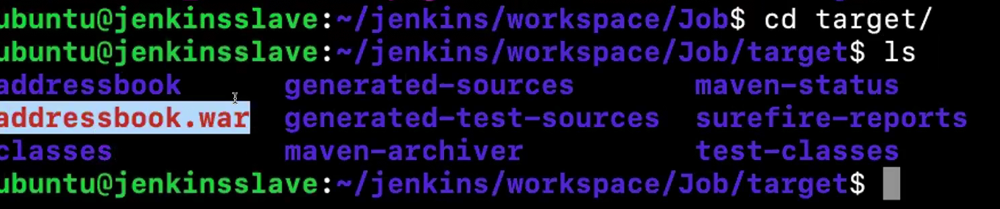 ubuntu@jenkinsslave:~/jenkins/workspace/Job$ cd target/
ubuntu@jenkinsslave:~/jenkins/workspace/Job/target$ ls
addressbook generated-sources maven-status
addressbook.war generated-test-sources surefire-reports
classes maven-archiver test-classes
ubuntu@jenkinsslave:~/jenkins/workspace/Job/target$